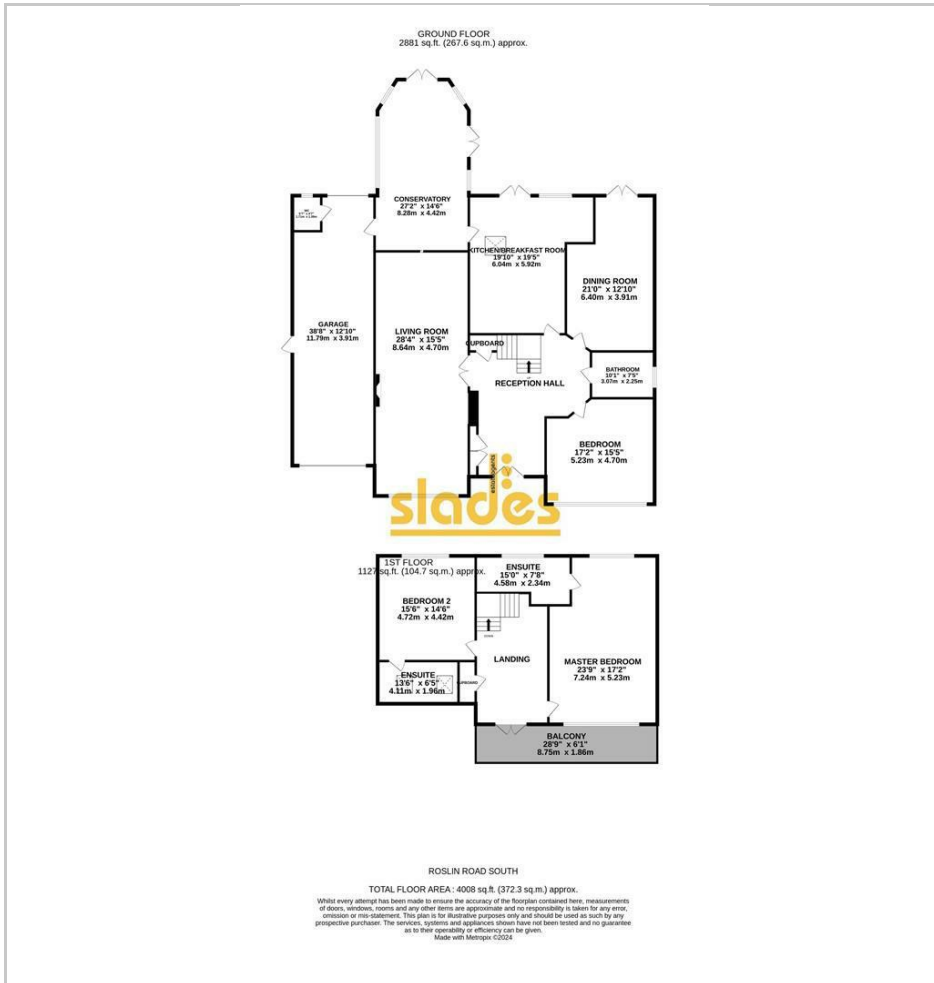 GROUND FLOOR
2881 sq.ft. (267.6 sq.m.) approx.
CONSERVATORY
27'2" x 14'6"
8.28m x 4.42m
KITCHEN/BREAKFAST ROOM
19'10" x 19'5"
6.04m x 5.92m
DINING ROOM
21'0" x 12'10"
6.40m x 3.91m
GARAGE
38'8" x 12'10"
11.79m x 3.91m
LIVING ROOM
28'4" x 15'5"
8.64m x 4.70m
CUPBOARD
RECEPTION HALL
BATHROOM
10'1" x 7'5"
3.07m x 2.25m
BEDROOM
17'2" x 15'5"
5.23m x 4.70m
slades
1ST FLOOR
1127 sq.ft. (104.7 sq.m.) approx.
ENSUITE
15'0" x 7'8"
4.58m x 2.34m
BEDROOM 2
15'6" x 14'6"
4.72m x 4.42m
LANDING
MASTER BEDROOM
23'9" x 17'2"
7.24m x 5.23m
ENSUITE
13'6" x 6'5"
4.11m x 1.96m
CUPBOARD
BALCONY
28'9" x 6'1"
8.75m x 1.86m
ROSLIN ROAD SOUTH
TOTAL FLOOR AREA : 4008 sq.ft. (372.3 sq.m.) approx.
Whilst every attempt has been made to ensure the accuracy of the floorplan contained here, measurements
of doors, windows, rooms and any other items are approximate and no responsibility is taken for any error,
omission or mis-statement. This plan is for illustrative purposes only and should be used as such by any
prospective purchaser. The services, systems and appliances shown have not been tested and no guarantee
as to their operability or efficiency can be given.
Made with Metropix ©2024